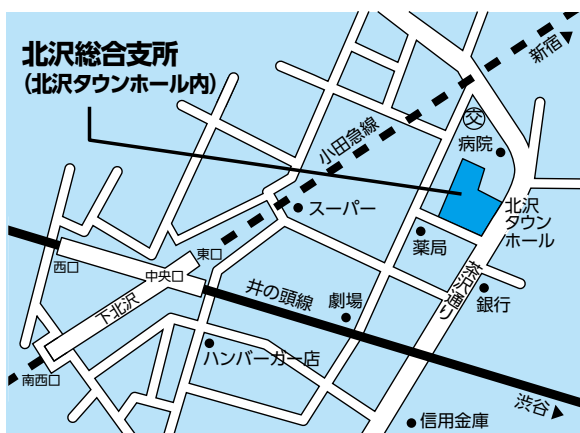 北沢総合支所
(北沢タウンホール内)
新宿
小田急線
交
病院
スーパー
北沢
タウン
ホール
薬局
東口
西口
中央口
井の頭線
劇場
茶沢通り
銀行
下北沢
ハンバーガー店
南西口
渋谷
信用金庫